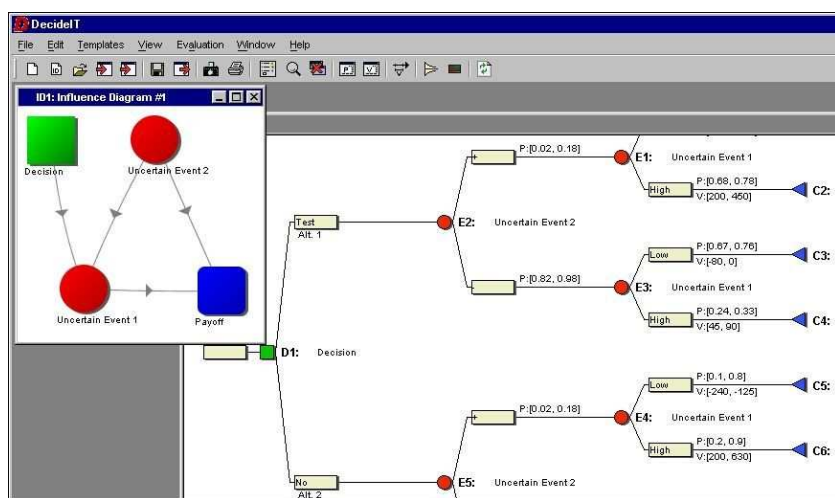 DecideIT
File Edit Templates View Evaluation Window Help
ID1: Influence Diagram #1
Decision
Uncertain Event 2
Uncertain Event 1
Payoff
P:[0.02, 0.18]
+
E1: Uncertain Event 1
High
P:[0.68, 0.78]
V:[200, 450]
C2:
Test
Alt. 1
E2: Uncertain Event 2
Low
P:[0.67, 0.76]
V:[-80, 0]
C3:
-
P:[0.82, 0.98]
E3: Uncertain Event 1
High
P:[0.24, 0.33]
V:[45, 90]
C4:
D1: Decision
Low
P:[0.1, 0.8]
V:[-240, -125]
C5:
+
P:[0.02, 0.18]
E4: Uncertain Event 1
High
P:[0.2, 0.9]
V:[200, 630]
C6:
No
Alt. 2
E5: Uncertain Event 2